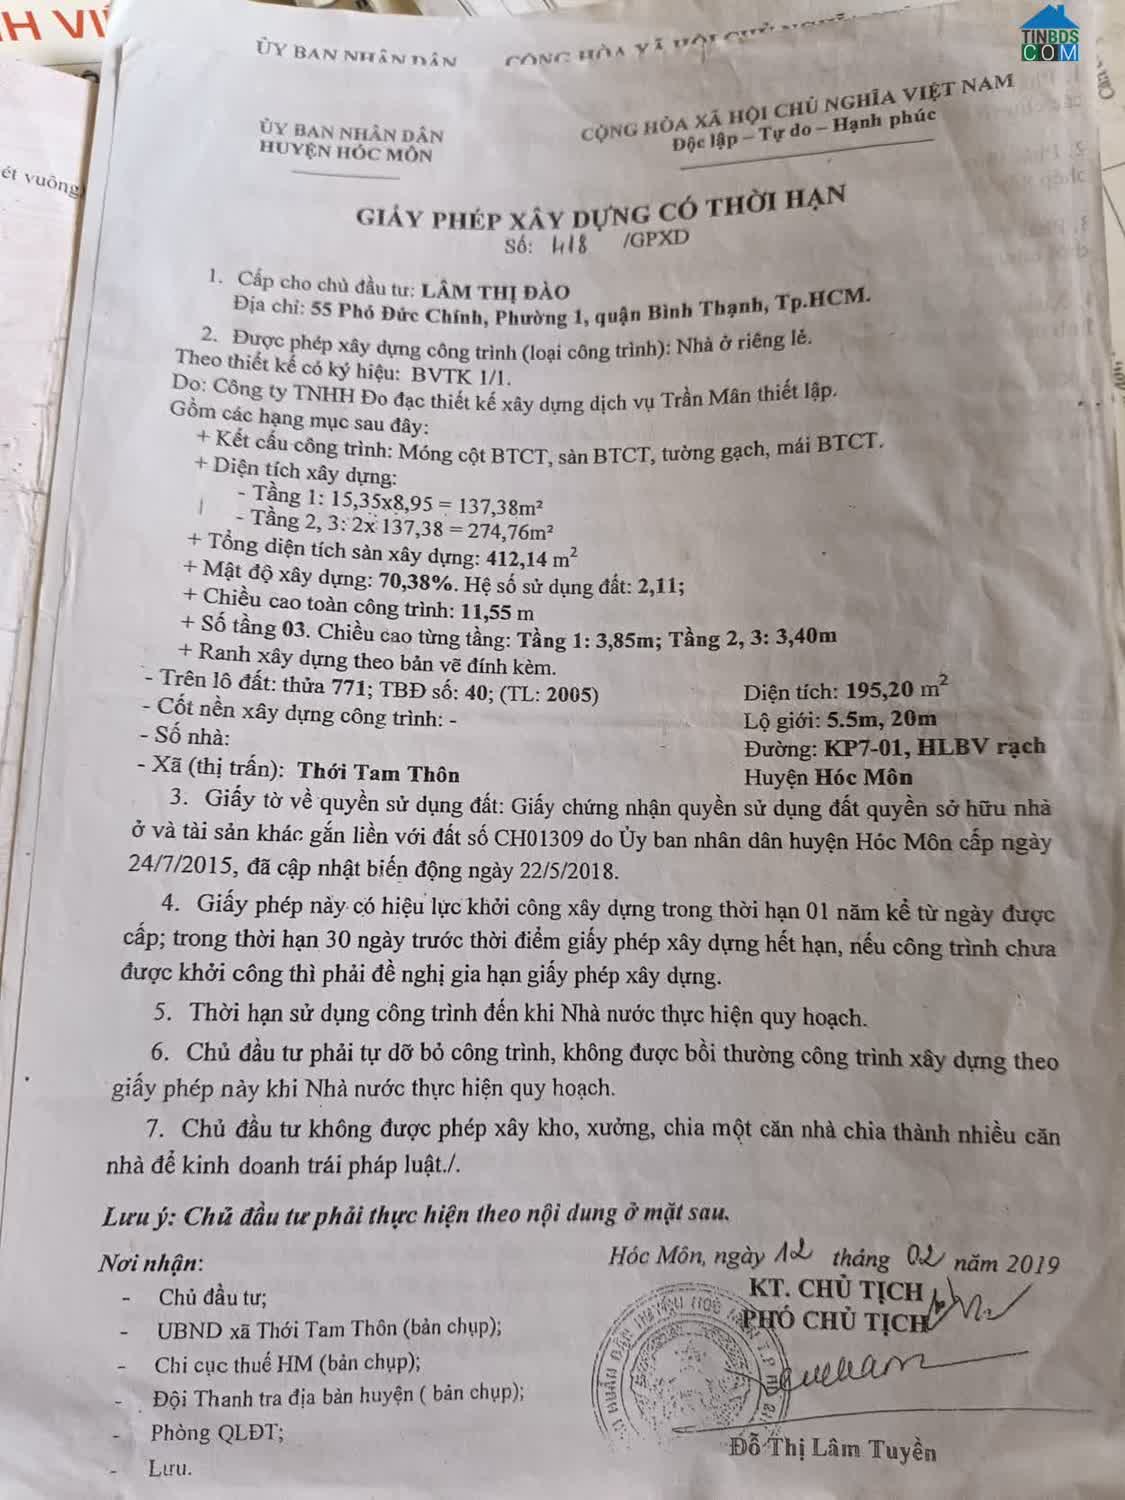 H VI
TINBDS
COM
ỦY BAN NHÂN DÂN CỘNG HÒA XÃ HỘI CHỦ NGHĨA
ỦY BAN NHÂN DÂN
HUYỆN HÓC MÔN
CỘNG HÒA XÃ HỘI CHỦ NGHĨA VIỆT NAM
Độc lập – Tự do – Hạnh phúc
ét vuông)
GIẤY PHÉP XÂY DỰNG CÓ THỜI HẠN
Số: 418 /GPXD
1. Cấp cho chủ đầu tư: LÂM THỊ ĐÀO
Địa chỉ: 55 Phó Đức Chính, Phường 1, quận Bình Thạnh, Tp.HCM.
2. Được phép xây dựng công trình (loại công trình): Nhà ở riêng lẻ.
Theo thiết kế có ký hiệu: BVTK 1/1.
Do: Công ty TNHH Đo đạc thiết kế xây dựng dịch vụ Trần Mân thiết lập.
Gồm các hạng mục sau đây:
+ Kết cấu công trình: Móng cột BTCT, sàn BTCT, tường gạch, mái BTCT.
+ Diện tích xây dựng:
- Tầng 1: 15,35x8,95 = 137,38m²
- Tầng 2, 3: 2x 137,38 = 274,76m²
+ Tổng diện tích sàn xây dựng: 412,14 m²
+ Mật độ xây dựng: 70,38%. Hệ số sử dụng đất: 2,11;
+ Chiều cao toàn công trình: 11,55 m
+ Số tầng 03. Chiều cao từng tầng: Tầng 1: 3,85m; Tầng 2, 3: 3,40m
+ Ranh xây dựng theo bản vẽ đính kèm.
- Trên lô đất: thửa 771; TBĐ số: 40; (TL: 2005) Diện tích: 195,20 m²
- Cốt nền xây dựng công trình: - Lộ giới: 5.5m, 20m
- Số nhà: Đường: KP7-01, HLBV rạch
- Xã (thị trấn): Thới Tam Thôn Huyện Hóc Môn
3. Giấy tờ về quyền sử dụng đất: Giấy chứng nhận quyền sử dụng đất quyền sở hữu nhà
ở và tài sản khác gắn liền với đất số CH01309 do Ủy ban nhân dân huyện Hóc Môn cấp ngày
24/7/2015, đã cập nhật biến động ngày 22/5/2018.
4. Giấy phép này có hiệu lực khởi công xây dựng trong thời hạn 01 năm kể từ ngày được
cấp; trong thời hạn 30 ngày trước thời điểm giấy phép xây dựng hết hạn, nếu công trình chưa
được khởi công thì phải đề nghị gia hạn giấy phép xây dựng.
5. Thời hạn sử dụng công trình đến khi Nhà nước thực hiện quy hoạch.
6. Chủ đầu tư phải tự dỡ bỏ công trình, không được bồi thường công trình xây dựng theo
giấy phép này khi Nhà nước thực hiện quy hoạch.
7. Chủ đầu tư không được phép xây kho, xưởng, chia một căn nhà chia thành nhiều căn
nhà để kinh doanh trái pháp luật./.
Lưu ý: Chủ đầu tư phải thực hiện theo nội dung ở mặt sau.
Nơi nhận:
- Chủ đầu tư;
- UBND xã Thới Tam Thôn (bản chụp);
- Chi cục thuế HM (bản chụp);
- Đội Thanh tra địa bàn huyện ( bản chụp);
- Phòng QLĐT;
- Lưu.
Hóc Môn, ngày 12 tháng 02 năm 2019
KT. CHỦ TỊCH
PHÓ CHỦ TỊCH
Đỗ Thị Lâm Tuyền